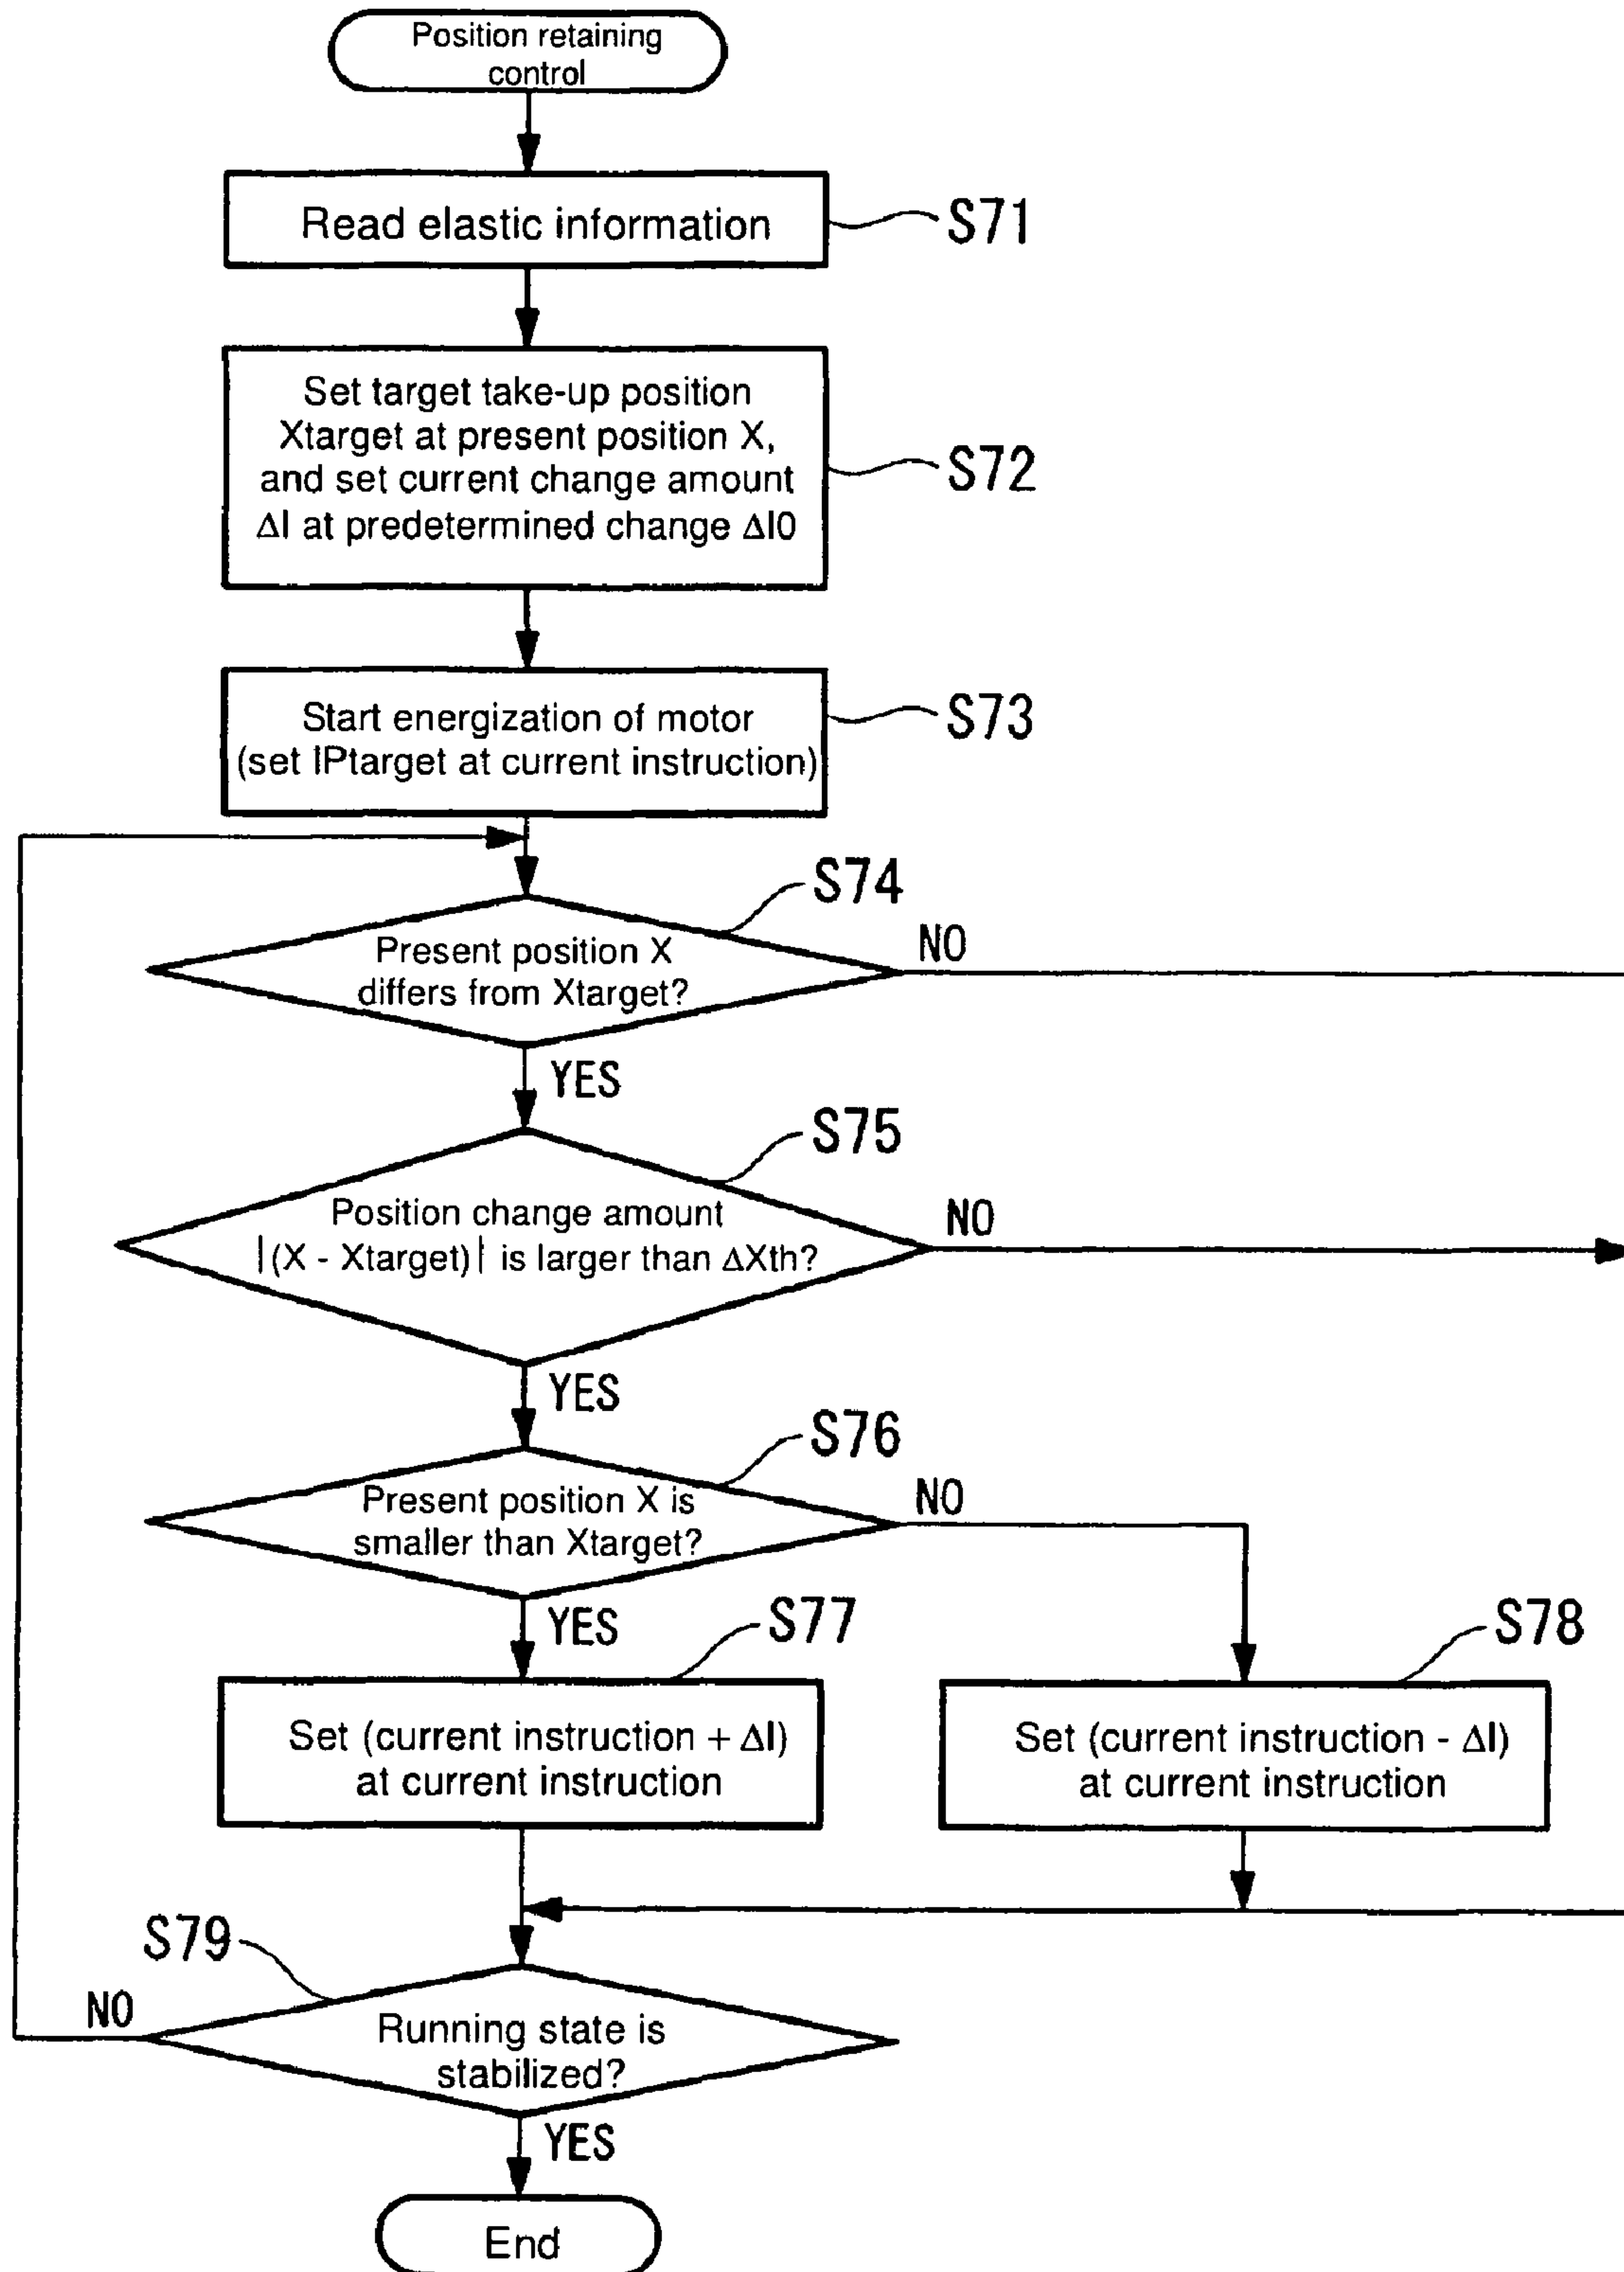 Position retaining
control
Read elastic information
S71
Set target take-up position
Xtarget at present position X,
and set current change amount
ΔI at predetermined change ΔI0
S72
Start energization of motor
(set IPtarget at current instruction)
S73
S74
Present position X
differs from Xtarget?
NO
YES
S75
Position change amount
|(X - Xtarget)| is larger than ΔXth?
NO
YES
S76
Present position X is
smaller than Xtarget?
NO
YES
S77
Set (current instruction + ΔI)
at current instruction
S78
Set (current instruction - ΔI)
at current instruction
S79
Running state is
stabilized?
NO
YES
End